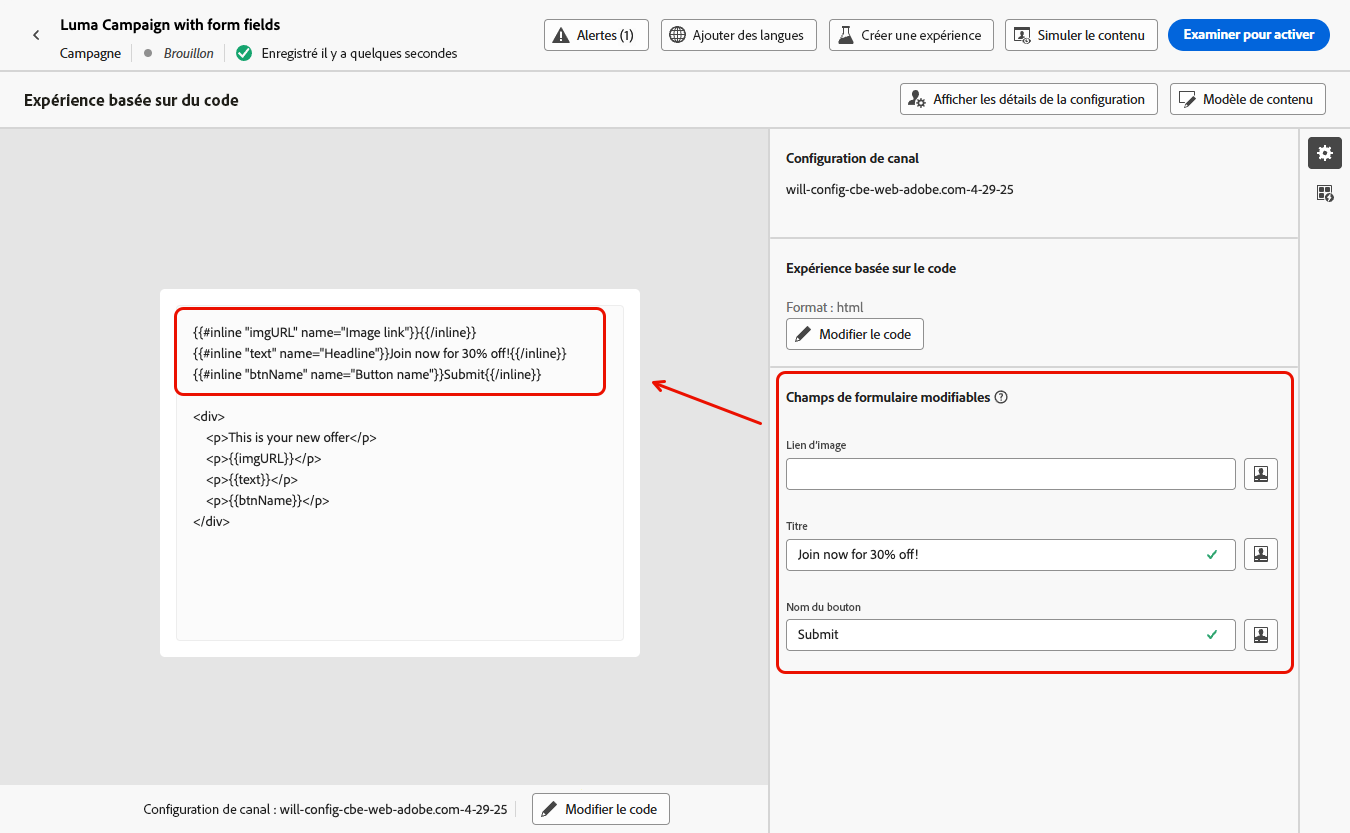 Luma Campaign with form fields
Campagne
Brouillon
Enregistré il y a quelques secondes
Alertes (1)
Ajouter des langues
Créer une expérience
Simuler le contenu
Examiner pour activer
Expérience basée sur du code
Afficher les détails de la configuration
Modèle de contenu
{{#inline "imgURL" name="Image link"}}{{/inline}}
{{#inline "text" name="Headline"}}Join now for 30% off!{{/inline}}
{{#inline "btnName" name="Button name"}}Submit{{/inline}}
<div>
<p>This is your new offer</p>
<p>{{imgURL}}</p>
<p>{{text}}</p>
<p>{{btnName}}</p>
</div>
Configuration de canal : will-config-cbe-web-adobe.com-4-29-25
Modifier le code
Configuration de canal
will-config-cbe-web-adobe.com-4-29-25
Expérience basée sur le code
Format : html
Modifier le code
Champs de formulaire modifiables
Lien d'image
Titre
Join now for 30% off!
Nom du bouton
Submit